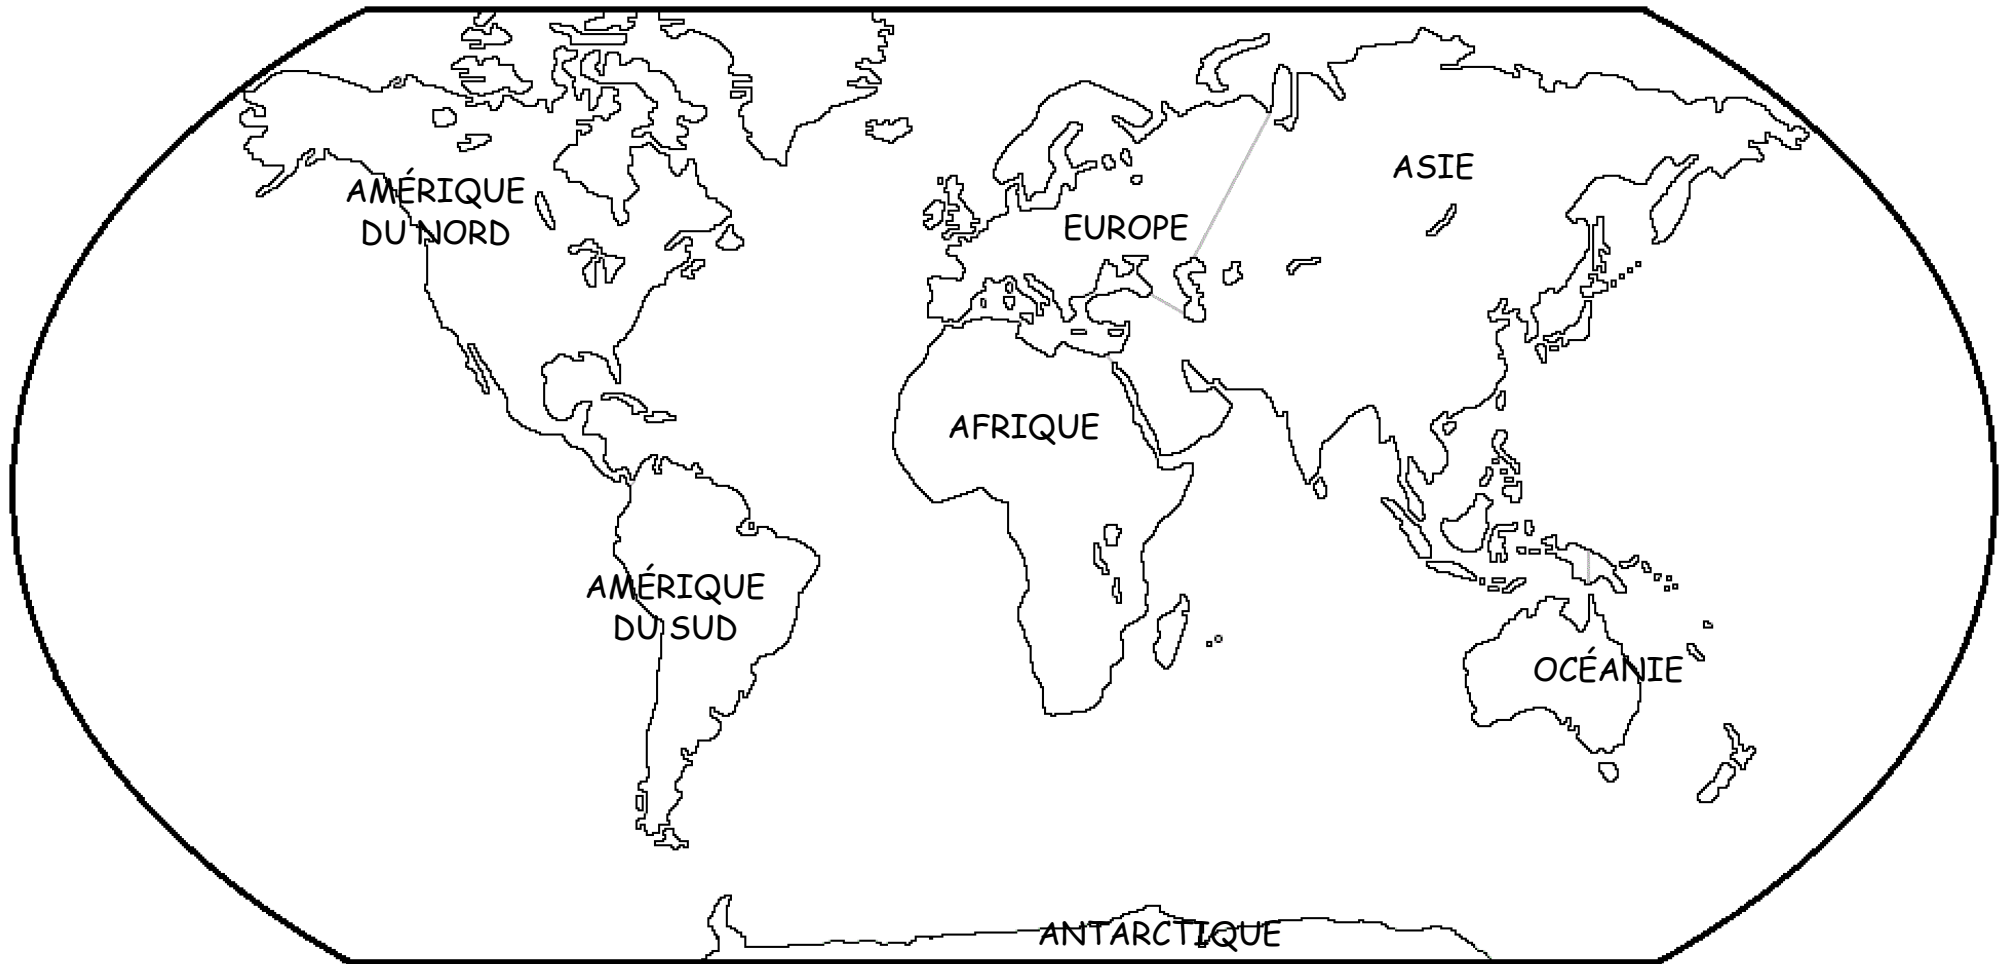 ASIE
AMÉRIQUE
DU NORD
EUROPE
AFRIQUE
AMÉRIQUE
DU SUD
OCÉANIE
ANTARCTIQUE